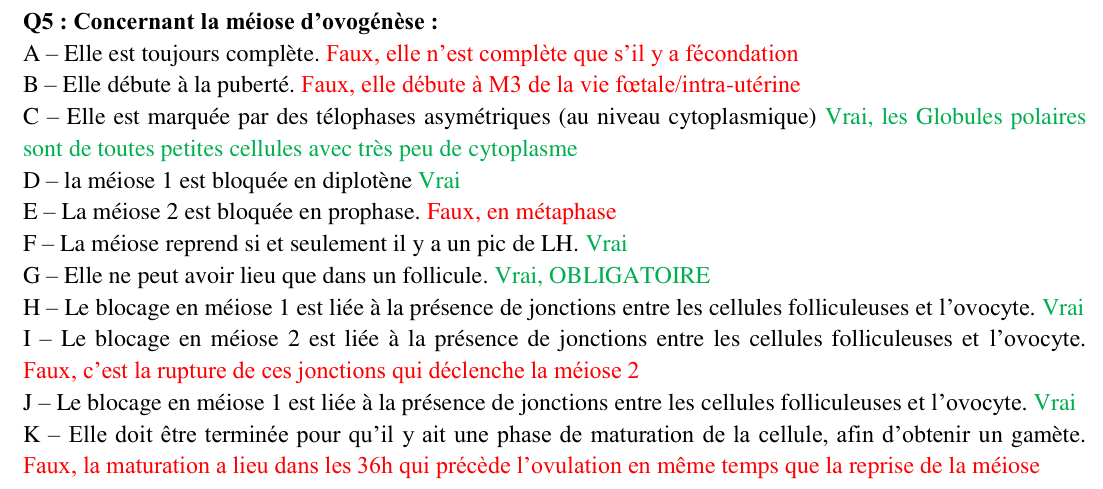 Q5 : Concernant la méiose d’ovogénèse :
A – Elle est toujours complète. Faux, elle n’est complète que s’il y a fécondation
B – Elle débute à la puberté. Faux, elle débute à M3 de la vie fœtale/intra-utérine
C – Elle est marquée par des télophases asymétriques (au niveau cytoplasmique) Vrai, les Globules polaires
sont de toutes petites cellules avec très peu de cytoplasme
D – la méiose 1 est bloquée en diplotène Vrai
E – La méiose 2 est bloquée en prophase. Faux, en métaphase
F – La méiose reprend si et seulement il y a un pic de LH. Vrai
G – Elle ne peut avoir lieu que dans un follicule. Vrai, OBLIGATOIRE
H – Le blocage en méiose 1 est liée à la présence de jonctions entre les cellules folliculeuses et l’ovocyte. Vrai
I – Le blocage en méiose 2 est liée à la présence de jonctions entre les cellules folliculeuses et l’ovocyte.
Faux, c’est la rupture de ces jonctions qui déclenche la méiose 2
J – Le blocage en méiose 1 est liée à la présence de jonctions entre les cellules folliculeuses et l’ovocyte. Vrai
K – Elle doit être terminée pour qu’il y ait une phase de maturation de la cellule, afin d’obtenir un gamète.
Faux, la maturation a lieu dans les 36h qui précède l’ovulation en même temps que la reprise de la méiose